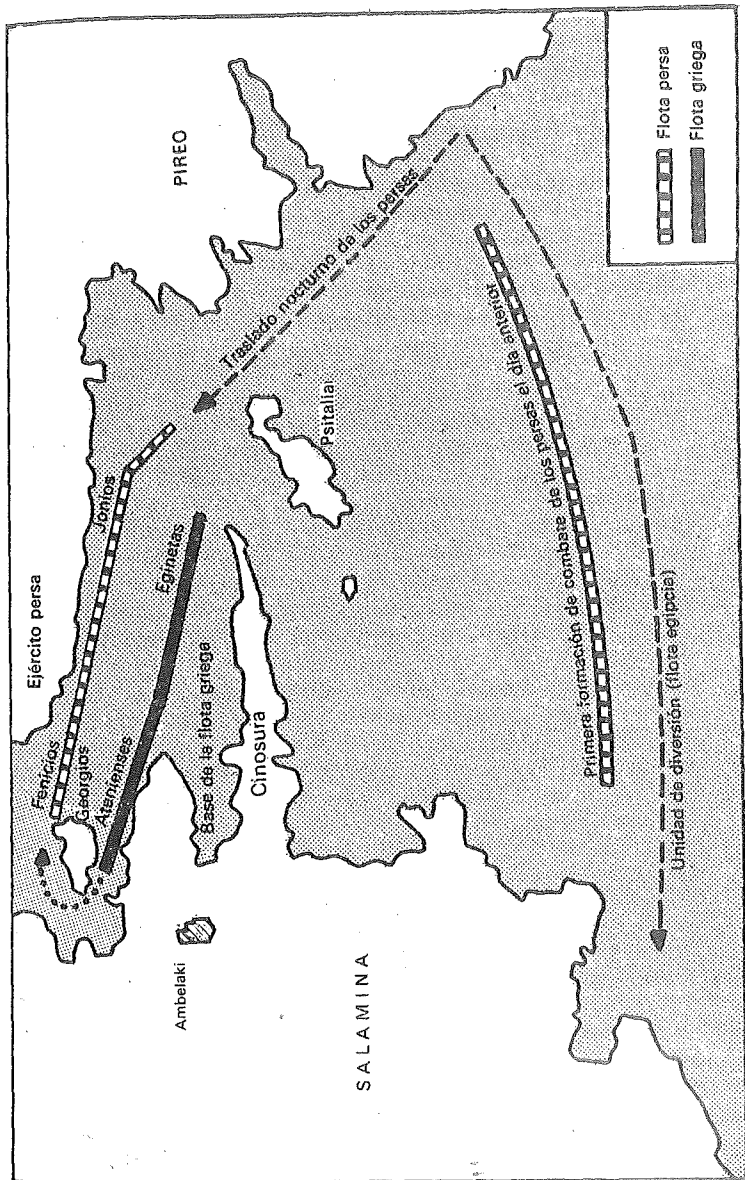 Ejército persa
PIREO
Fenicios
Georgios
Jonios
Atenienses
Eginetas
Traslado nocturno de los perses
Base de la flota griega
Cinosura
Psitalia
Ambelaki
SALAMINA
Primera formación de combate de los perses el día anterior
Unidad de diversión (flota egipcia)
Flota persa
Flota griega